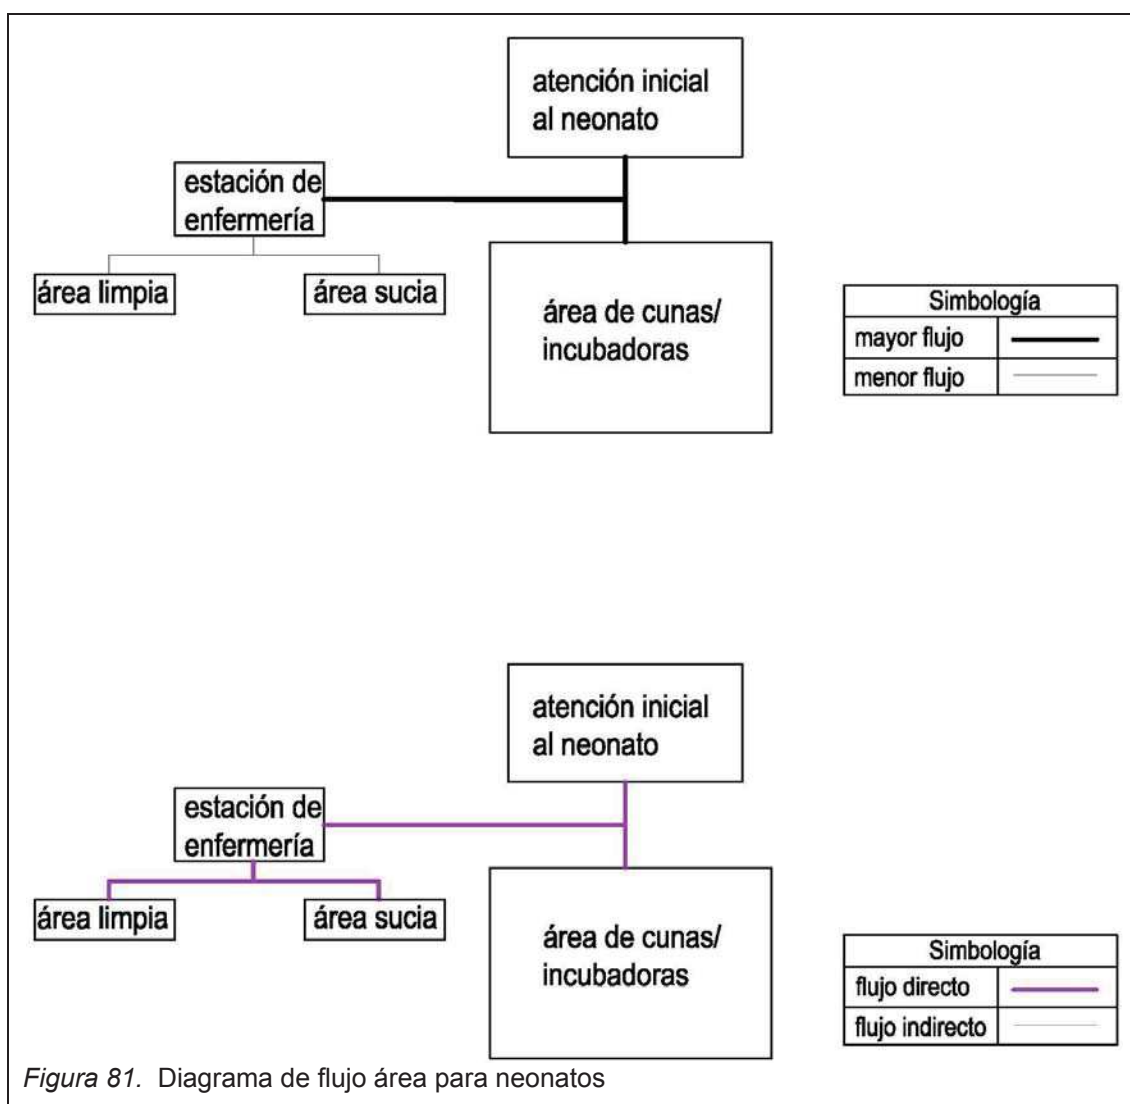 atención inicial
al neonato
estación de
enfermería
área limpia
área sucia
área de cunas/
incubadoras
Simbología
mayor flujo
menor flujo
atención inicial
al neonato
estación de
enfermería
área limpia
área sucia
área de cunas/
incubadoras
Simbología
flujo directo
flujo indirecto
Figura 81. Diagrama de flujo área para neonatos